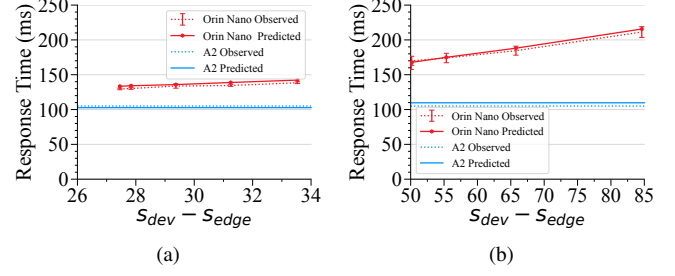 250
200
150
100
50
0
Response Time (ms)
Orin Nano Observed
Orin Nano Predicted
A2 Observed
A2 Predicted
26 28 30 32 34
s_dev − s_edge
(a)
250
200
150
100
50
0
Response Time (ms)
Orin Nano Observed
Orin Nano Predicted
A2 Observed
A2 Predicted
50 55 60 65 70 75 80 85
s_dev − s_edge
(b)